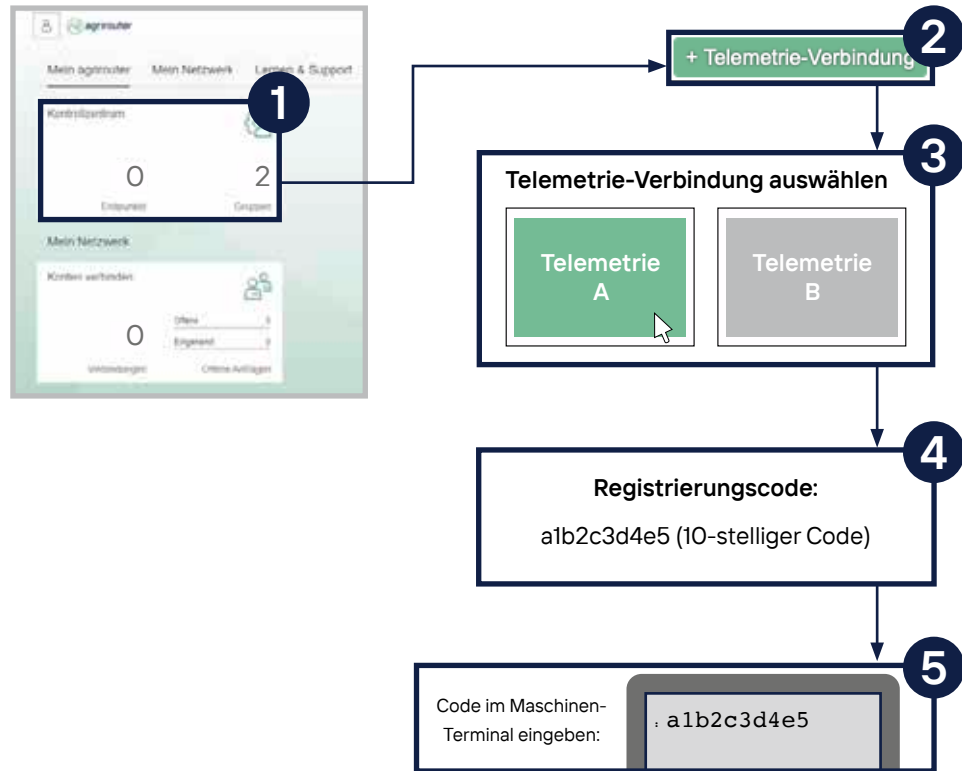 agrirouter
Mein agrirouter Mein Netzwerk Lernen & Support
Kontrollzentrum
0 2
Endpunkte Gruppen
Mein Netzwerk
Konten verbinden
Offene 0
Eingehend 0
0
Verbindungen Offene Anfragen
1
2
+ Telemetrie-Verbindung
3
Telemetrie-Verbindung auswählen
Telemetrie
A
Telemetrie
B
4
Registrierungscode:
a1b2c3d4e5 (10-stelliger Code)
5
Code im Maschinen-
Terminal eingeben:
: a1b2c3d4e5